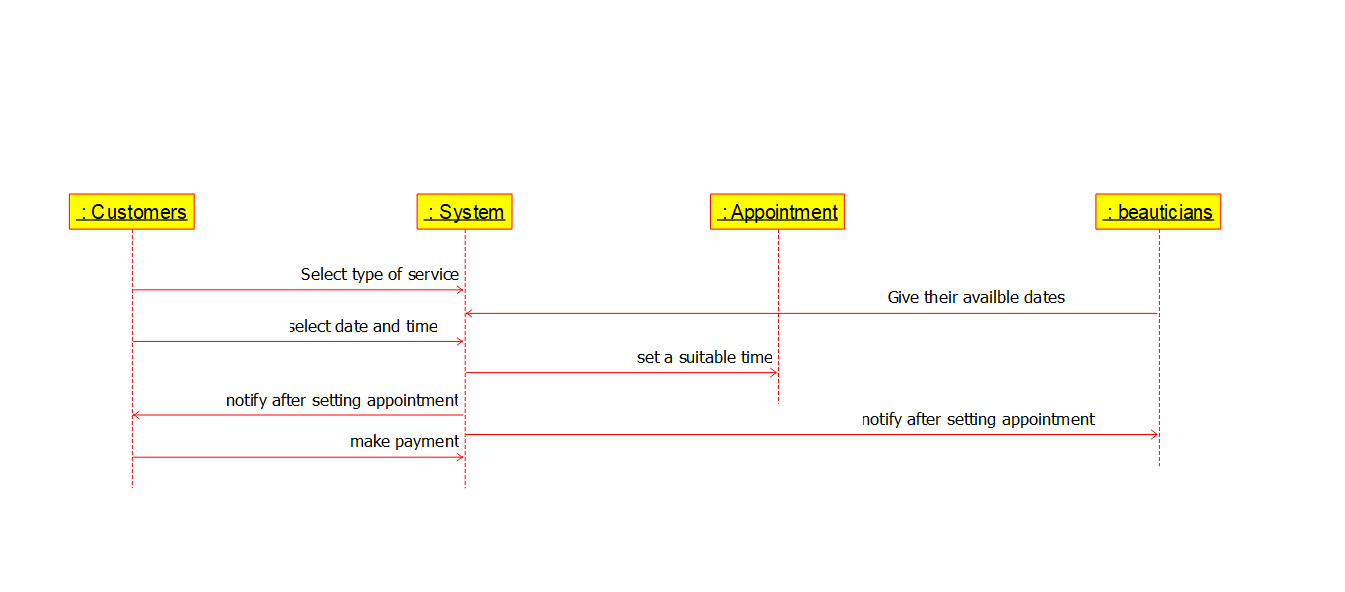 : Customers
: System
: Appointment
: beauticians
Select type of service
Give their availble dates
select date and time
set a suitable time
notify after setting appointment
notify after setting appointment
make payment